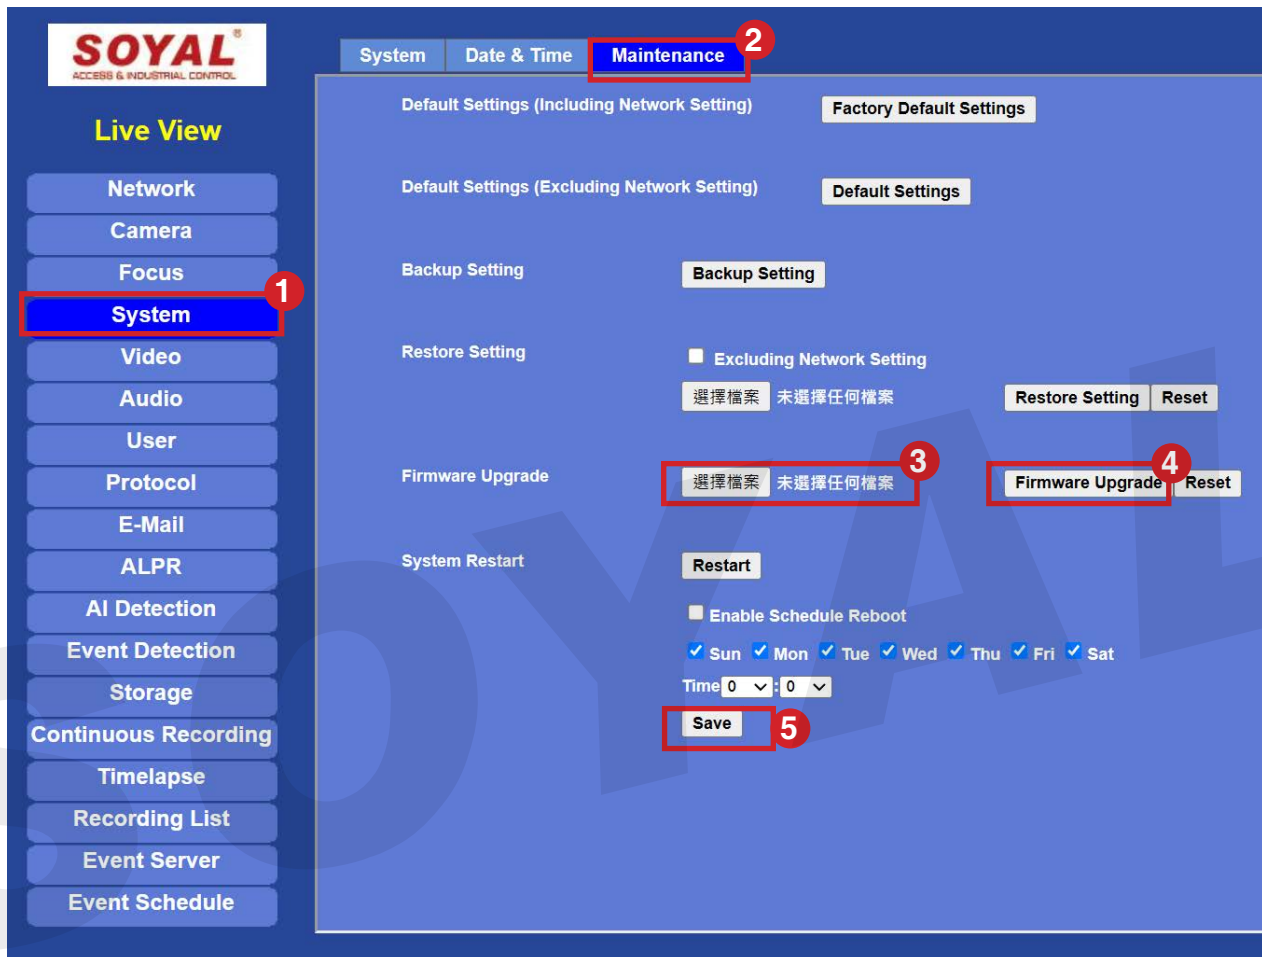 SOYAL®
ACCESS & INDUSTRIAL CONTROL
Live View
Network
Camera
Focus
1
System
Video
Audio
User
Protocol
E-Mail
ALPR
AI Detection
Event Detection
Storage
Continuous Recording
Timelapse
Recording List
Event Server
Event Schedule
System Date & Time Maintenance 2
Default Settings (Including Network Setting) Factory Default Settings
Default Settings (Excluding Network Setting) Default Settings
Backup Setting Backup Setting
Restore Setting Excluding Network Setting
選擇檔案 未選擇任何檔案 Restore Setting Reset
3 4
Firmware Upgrade 選擇檔案 未選擇任何檔案 Firmware Upgrade Reset
System Restart Restart
Enable Schedule Reboot
Sun Mon Tue Wed Thu Fri Sat
Time 0 : 0
Save 5
SOYAL